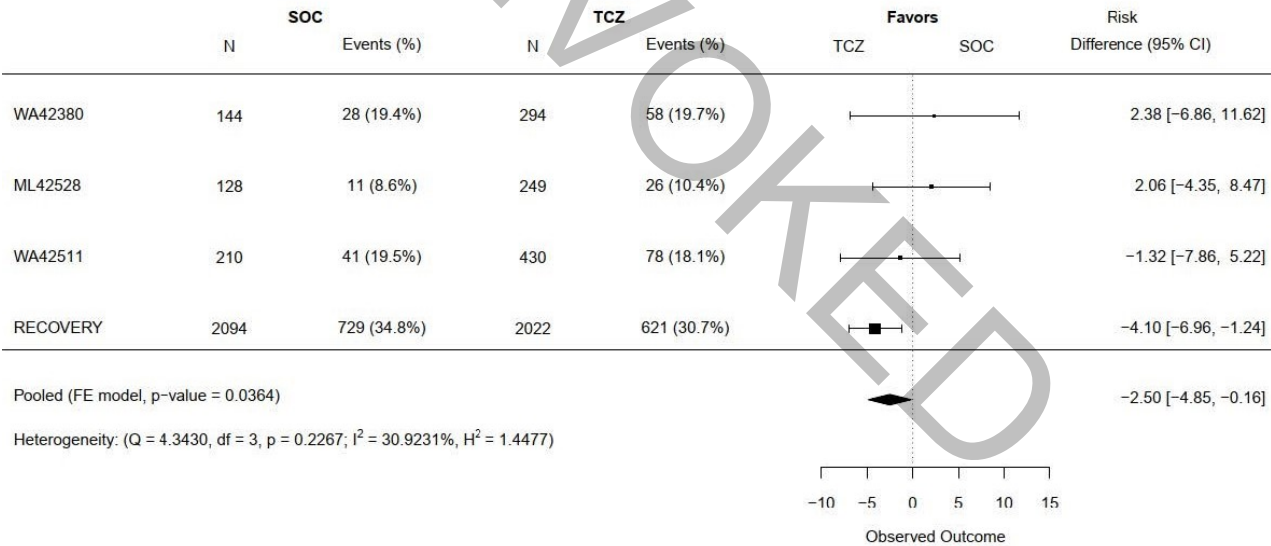 SOC TCZ Favors Risk
N Events (%) N Events (%) TCZ SOC Difference (95% CI)
WA42380 144 28 (19.4%) 294 58 (19.7%) 2.38 [−6.86, 11.62]
ML42528 128 11 (8.6%) 249 26 (10.4%) 2.06 [−4.35, 8.47]
WA42511 210 41 (19.5%) 430 78 (18.1%) −1.32 [−7.86, 5.22]
RECOVERY 2094 729 (34.8%) 2022 621 (30.7%) −4.10 [−6.96, −1.24]
Pooled (FE model, p−value = 0.0364) −2.50 [−4.85, −0.16]
Heterogeneity: (Q = 4.3430, df = 3, p = 0.2267; I² = 30.9231%, H² = 1.4477)
−10 −5 0 5 10 15
Observed Outcome
VOKED